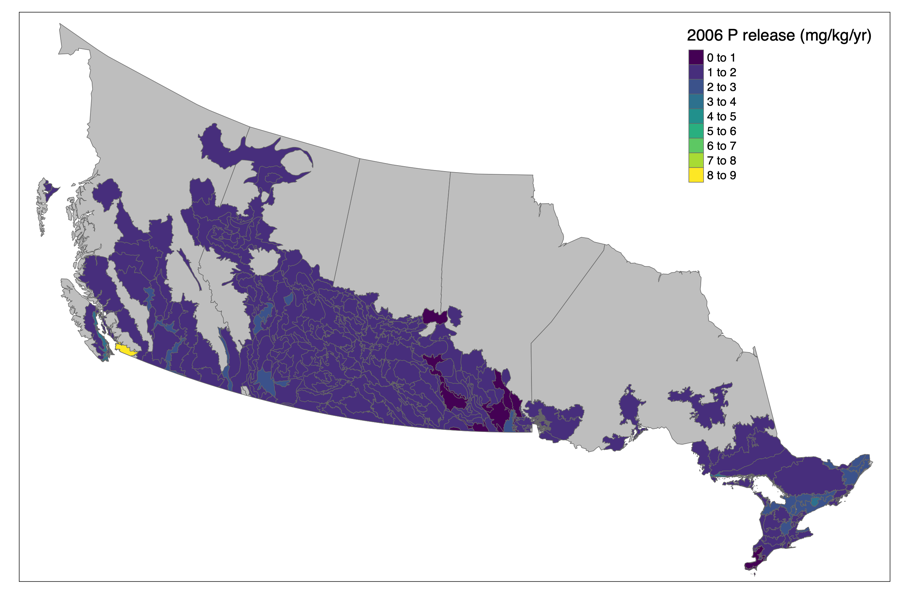 2006 P release (mg/kg/yr)
0 to 1
1 to 2
2 to 3
3 to 4
4 to 5
5 to 6
6 to 7
7 to 8
8 to 9